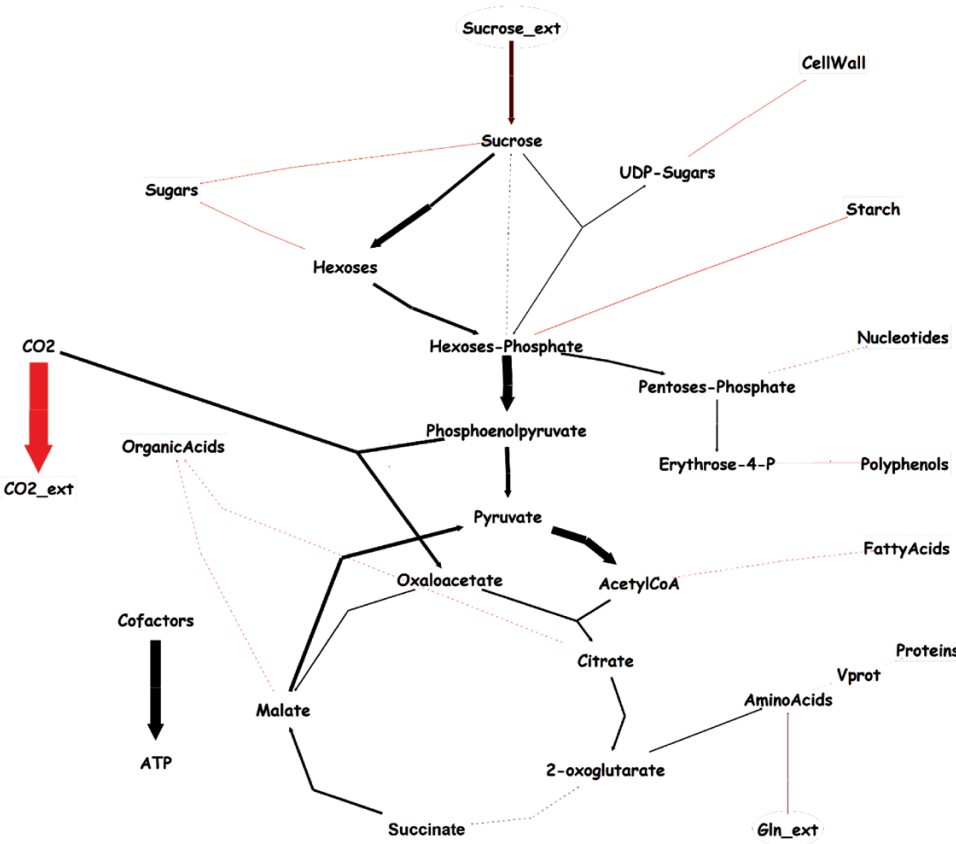 Sucrose_ext
CellWall
Sucrose
UDP-Sugars
Sugars
Starch
Hexoses
Nucleotides
CO2
Hexoses-Phosphate
Pentoses-Phosphate
Phosphoenolpyruvate
OrganicAcids
Erythrose-4-P
Polyphenols
CO2_ext
Pyruvate
FattyAcids
Oxaloacetate
AcetylCoA
Cofactors
Citrate
Proteins
Vprot
AminoAcids
Malate
ATP
2-oxoglutarate
Succinate
Gln_ext